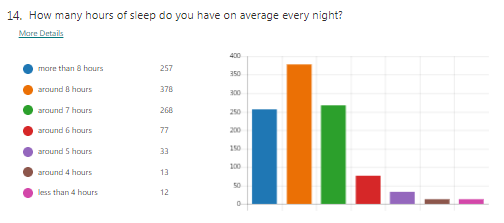 14. How many hours of sleep do you have on average every night?
More Details
more than 8 hours 257
around 8 hours 378
around 7 hours 268
around 6 hours 77
around 5 hours 33
around 4 hours 13
less than 4 hours 12
400
350
300
250
200
150
100
50
0